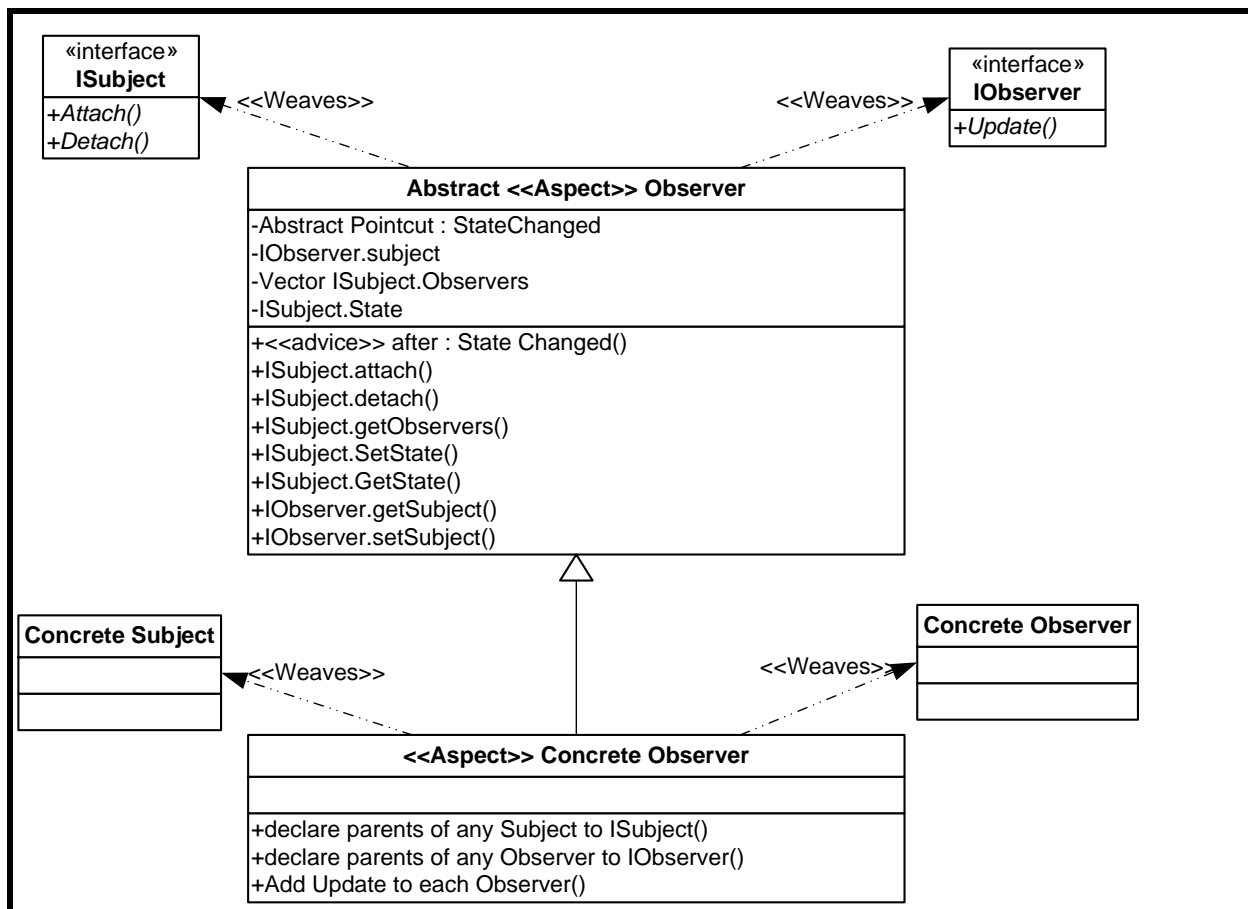 «interface»
ISubject
+Attach()
+Detach()
<<Weaves>>
<<Weaves>>
«interface»
IObserver
+Update()
Abstract <<Aspect>> Observer
-Abstract Pointcut : StateChanged
-IObserver.subject
-Vector ISubject.Observers
-ISubject.State
+<<advice>> after : State Changed()
+ISubject.attach()
+ISubject.detach()
+ISubject.getObservers()
+ISubject.SetState()
+ISubject.GetState()
+IObserver.getSubject()
+IObserver.setSubject()
Concrete Subject
<<Weaves>>
<<Weaves>>
Concrete Observer
<<Aspect>> Concrete Observer
+declare parents of any Subject to ISubject()
+declare parents of any Observer to IObserver()
+Add Update to each Observer()